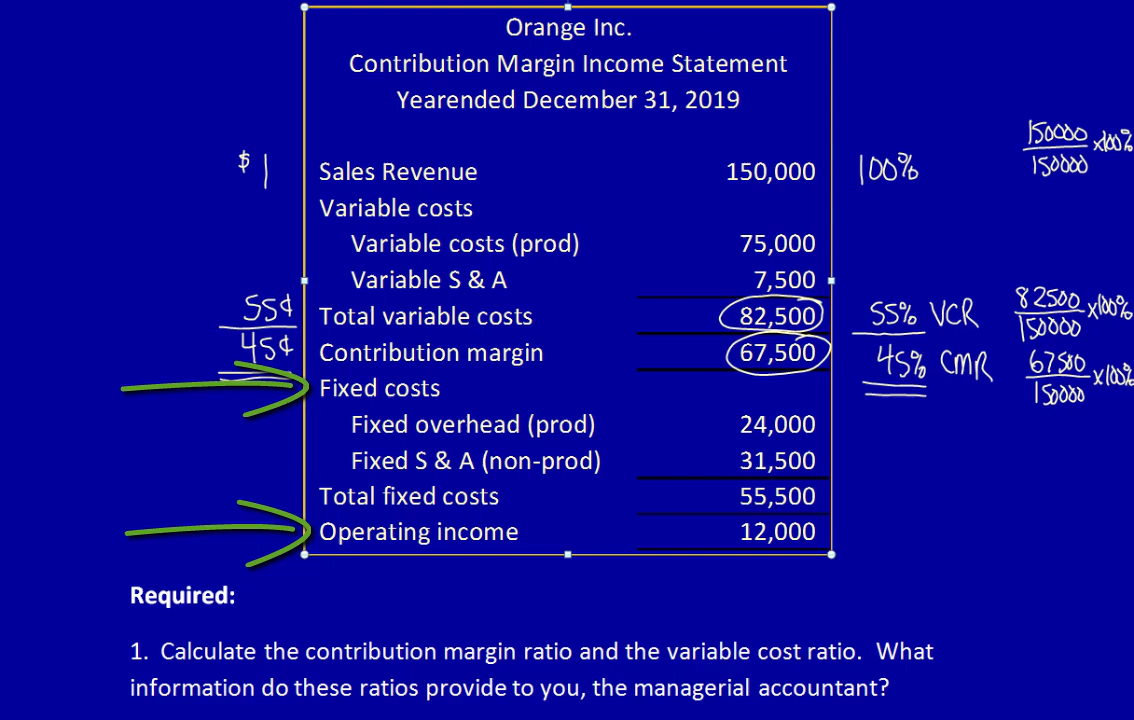 Orange Inc.
Contribution Margin Income Statement
Yearended December 31, 2019
150000
150000 x100%
$ 1 Sales Revenue 150,000 100%
Variable costs
Variable costs (prod) 75,000
Variable S & A 7,500
55¢ Total variable costs 82,500 55% VCR 82500
150000 x100%
45¢ Contribution margin 67,500 45% CMR 67500
150000 x100%
Fixed costs
Fixed overhead (prod) 24,000
Fixed S & A (non-prod) 31,500
Total fixed costs 55,500
Operating income 12,000
Required:
1. Calculate the contribution margin ratio and the variable cost ratio. What
information do these ratios provide to you, the managerial accountant?